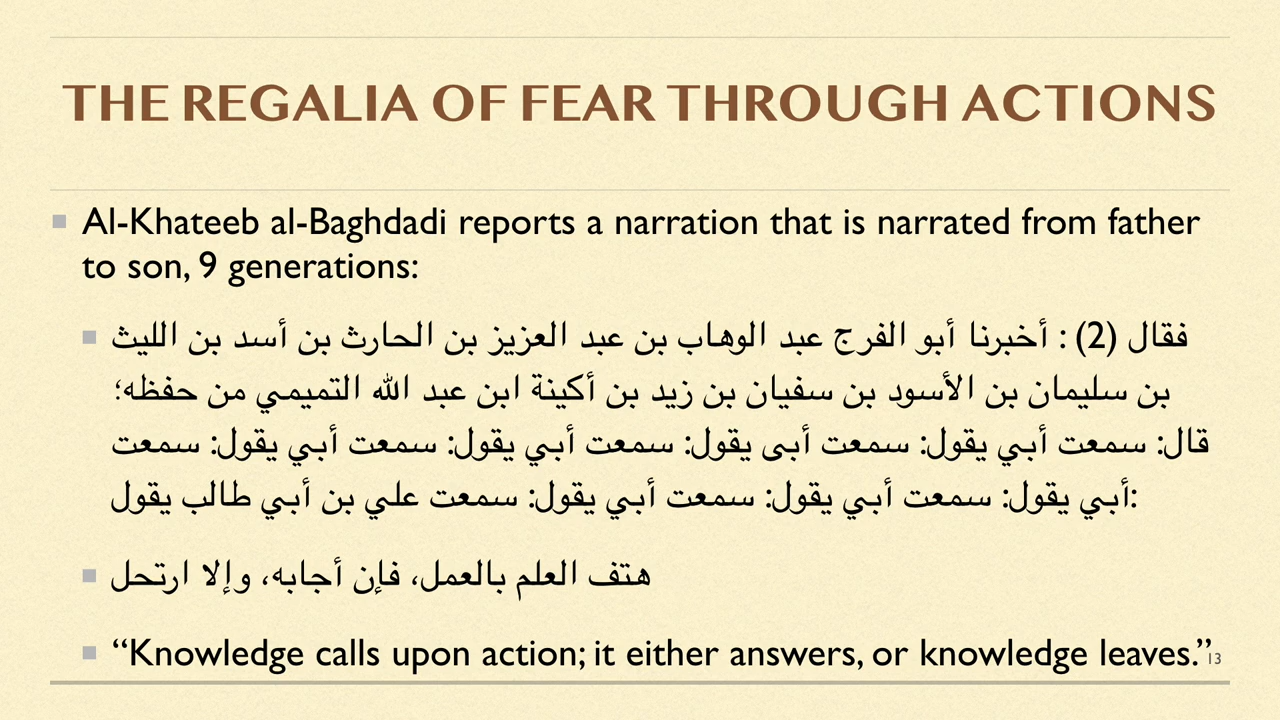 THE REGALIA OF FEAR THROUGH ACTIONS
Al-Khateeb al-Baghdadi reports a narration that is narrated from father
to son, 9 generations:
فقال (2) : أخبرنا أبو الفرج عبد الوهاب بن عبد العزيز بن الحارث بن أسد بن الليث
بن سليمان بن الأسود بن سفيان بن زيد بن أكينة ابن عبد الله التميمي من حفظه؛
قال: سمعت أبي يقول: سمعت أبى يقول: سمعت أبي يقول: سمعت أبي يقول: سمعت
أبي يقول: سمعت أبي يقول: سمعت أبي يقول: سمعت علي بن أبي طالب يقول:
هتف العلم بالعمل، فإن أجابه، وإلا ارتحل
“Knowledge calls upon action; it either answers, or knowledge leaves.”
13